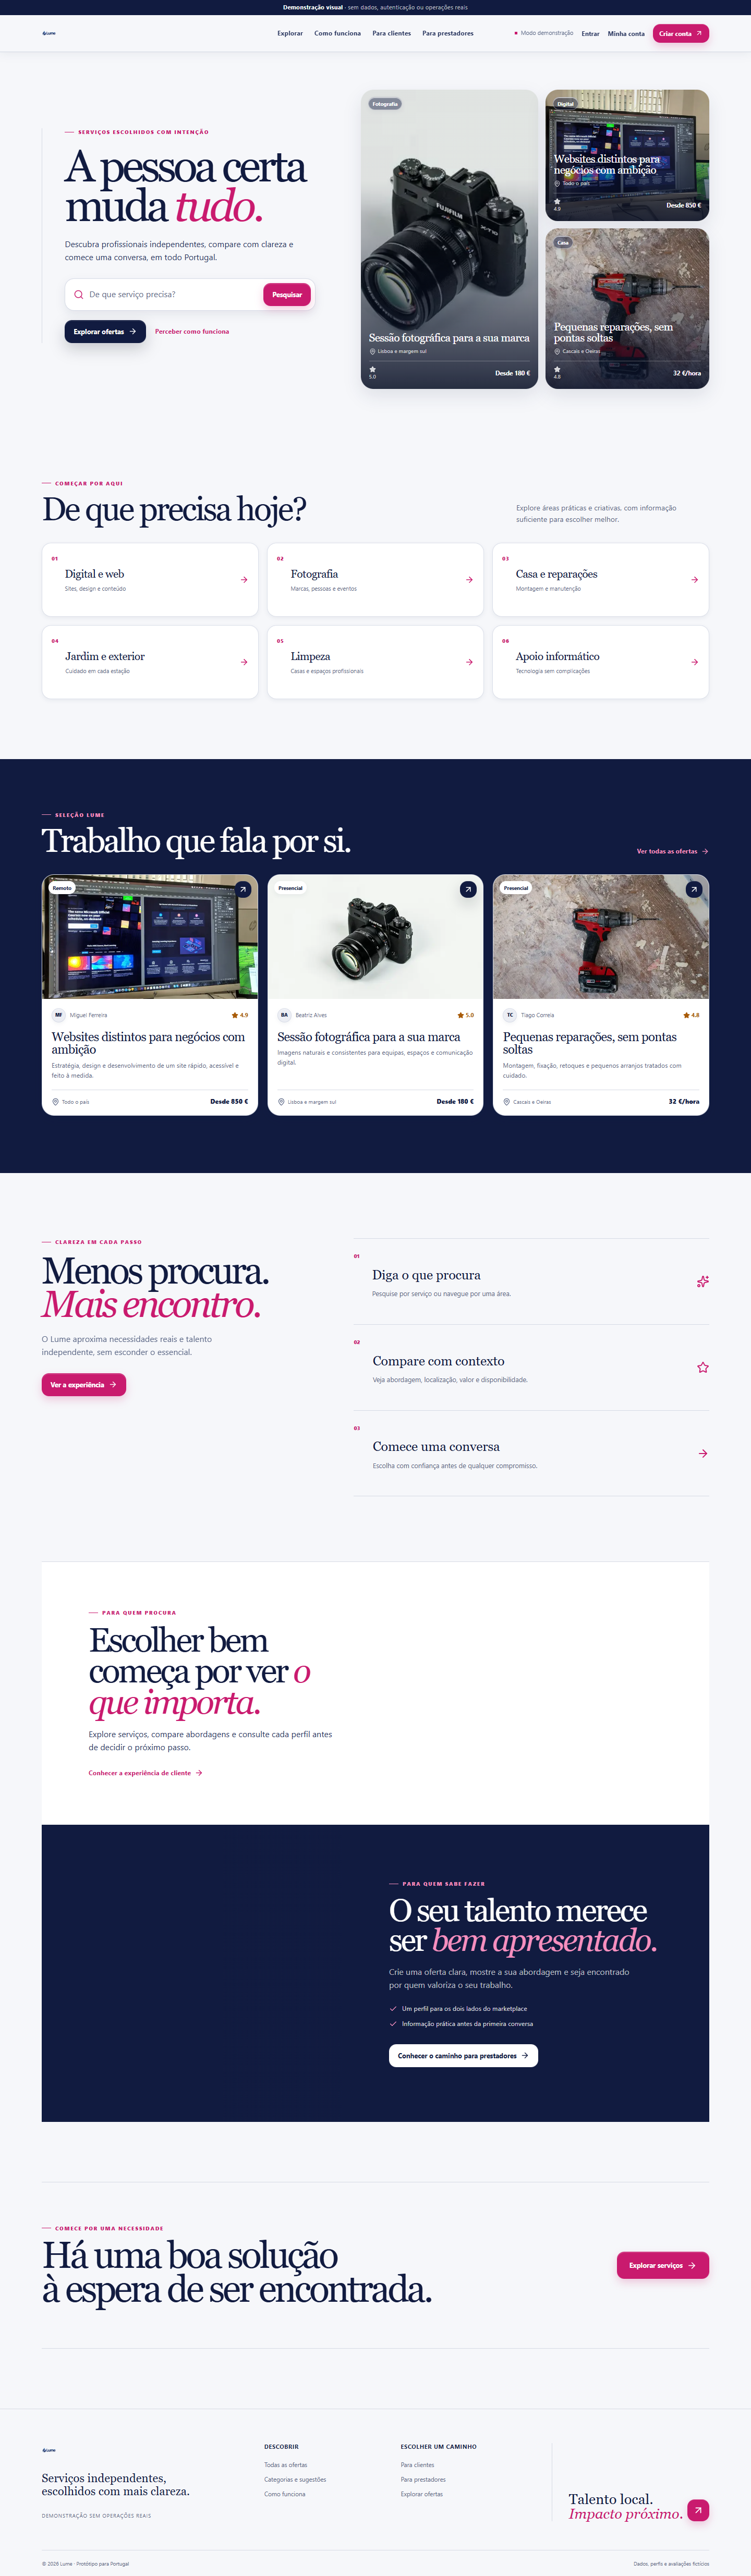 Demonstração visual · sem dados, autenticação ou operações reais
Lume
Explorar
Como funciona
Para clientes
Para prestadores
Modo demonstração
Entrar
Minha conta
Criar conta
SERVIÇOS ESCOLHIDOS COM INTENÇÃO
A pessoa certa
muda tudo.
Descubra profissionais independentes, compare com clareza e
comece uma conversa, em todo Portugal.
De que serviço precisa?
Pesquisar
Explorar ofertas
Perceber como funciona
Fotografia
FUJIFILM
Sessão fotográfica para a sua marca
Lisboa e margem sul
5.0
Desde 180 €
Digital
Websites distintos para
negócios com ambição
Todo o país
4.9
Desde 850 €
Casa
Pequenas reparações, sem
pontas soltas
Cascais e Oeiras
4.8
32 €/hora
COMEÇAR POR AQUI
De que precisa hoje?
Explore áreas práticas e criativas, com informação
suficiente para escolher melhor.
01
Digital e web
Sites, design e conteúdo
02
Fotografia
Marcas, pessoas e eventos
03
Casa e reparações
Montagem e manutenção
04
Jardim e exterior
Cuidado em cada estação
05
Limpeza
Casas e espaços profissionais
06
Apoio informático
Tecnologia sem complicações
SELEÇÃO LUME
Trabalho que fala por si.
Ver todas as ofertas
Remoto
MF
Miguel Ferreira
4.9
Websites distintos para negócios com
ambição
Estratégia, design e desenvolvimento de um site rápido, acessível e
feito à medida.
Todo o país
Desde 850 €
Presencial
BA
Beatriz Alves
5.0
Sessão fotográfica para a sua marca
Imagens naturais e consistentes para equipas, espaços e comunicação
digital.
Lisboa e margem sul
Desde 180 €
Presencial
TC
Tiago Correia
4.8
Pequenas reparações, sem pontas
soltas
Montagem, fixação, retoques e pequenos arranjos tratados com
cuidado.
Cascais e Oeiras
32 €/hora
CLAREZA EM CADA PASSO
Menos procura.
Mais encontro.
O Lume aproxima necessidades reais e talento
independente, sem esconder o essencial.
Ver a experiência
01
Diga o que procura
Pesquise por serviço ou navegue por uma área.
02
Compare com contexto
Veja abordagem, localização, valor e disponibilidade.
03
Comece uma conversa
Escolha com confiança antes de qualquer compromisso.
PARA QUEM PROCURA
Escolher bem
começa por ver o
que importa.
Explore serviços, compare abordagens e consulte cada perfil antes
de decidir o próximo passo.
Conhecer a experiência de cliente
PARA QUEM SABE FAZER
O seu talento merece
ser bem apresentado.
Crie uma oferta clara, mostre a sua abordagem e seja encontrado
por quem valoriza o seu trabalho.
Um perfil para os dois lados do marketplace
Informação prática antes da primeira conversa
Conhecer o caminho para prestadores
COMECE POR UMA NECESSIDADE
Há uma boa solução
à espera de ser encontrada.
Explorar serviços
Lume
Serviços independentes,
escolhidos com mais clareza.
DEMONSTRAÇÃO SEM OPERAÇÕES REAIS
DESCOBRIR
Todas as ofertas
Categorias e sugestões
Como funciona
ESCOLHER UM CAMINHO
Para clientes
Para prestadores
Explorar ofertas
Talento local.
Impacto próximo.
© 2026 Lume · Protótipo para Portugal
Dados, perfis e avaliações fictícios